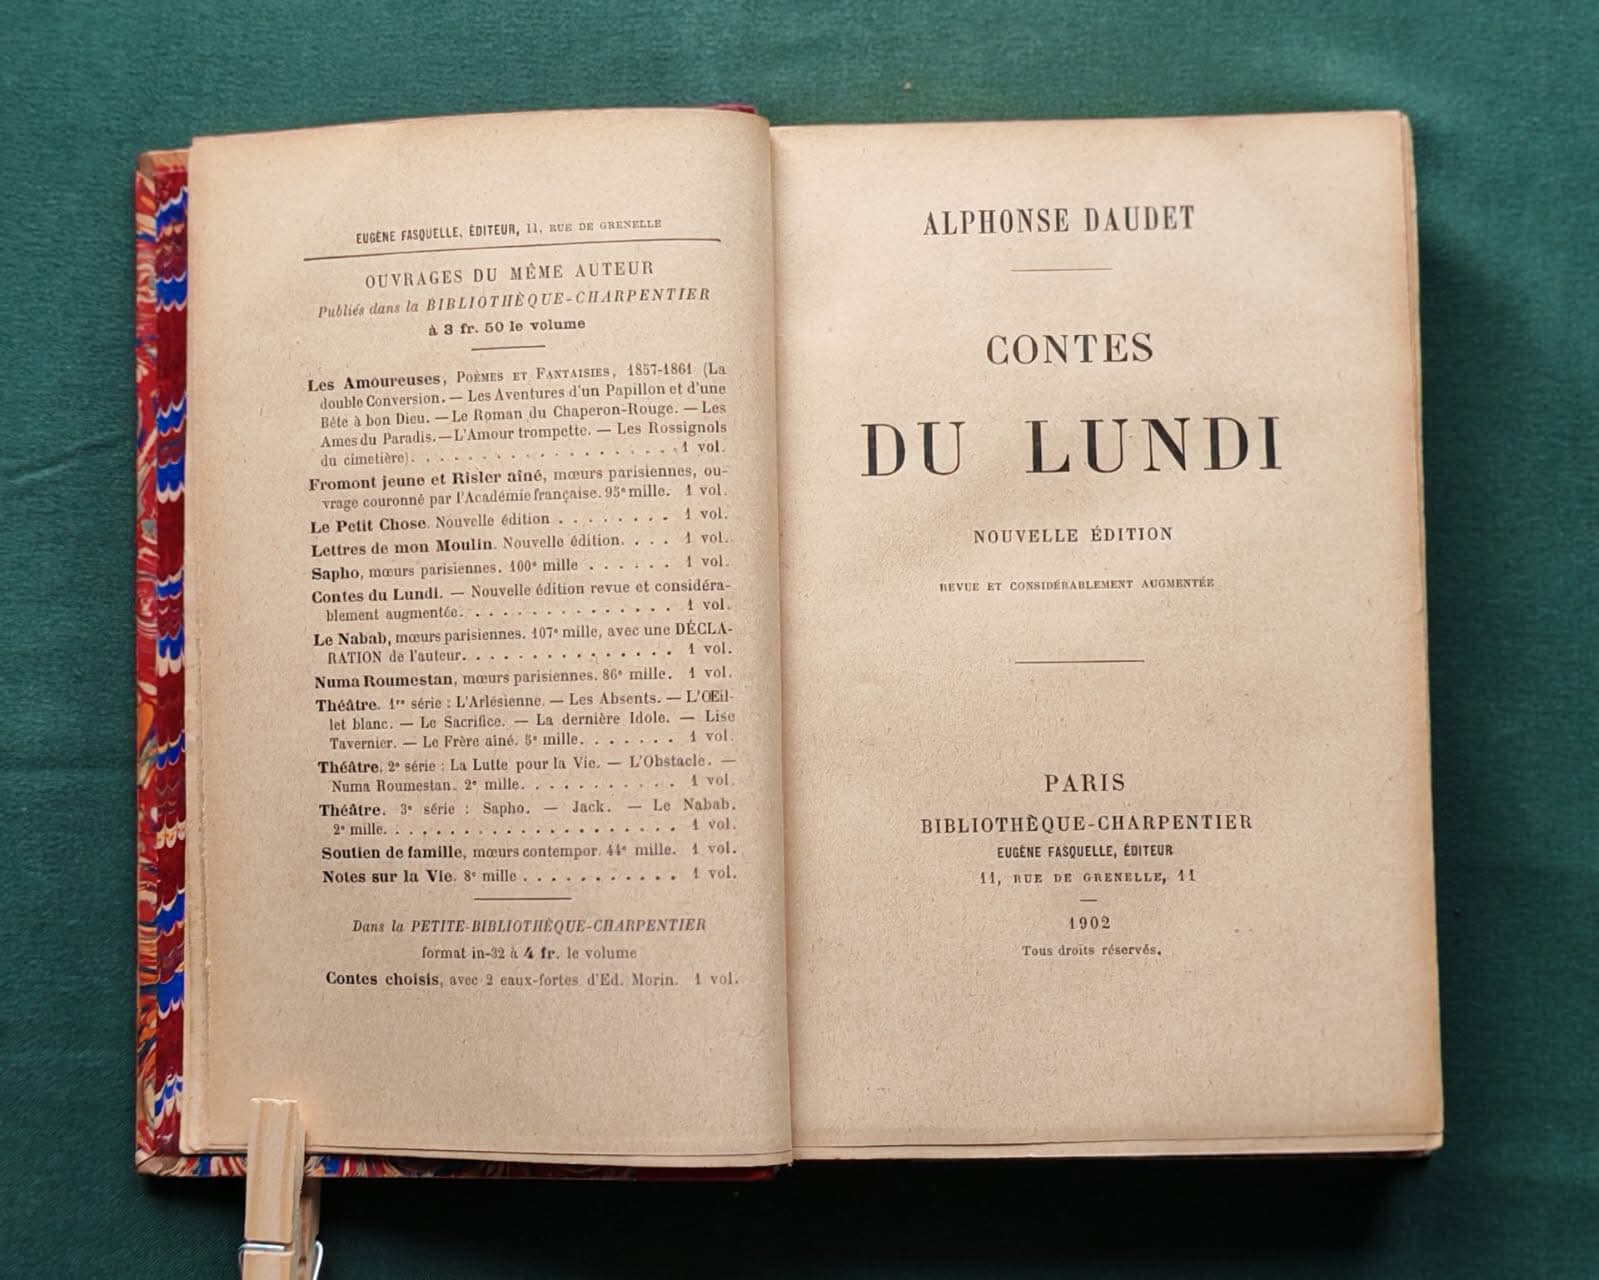 EUGÈNE FASQUELLE, ÉDITEUR, 11, RUE DE GRENELLE
OUVRAGES DU MÊME AUTEUR
Publiés dans la BIBLIOTHÈQUE-CHARPENTIER
à 3 fr. 50 le volume
Les Amoureuses, POÈMES ET FANTAISIES, 1857-1861 (La
double Conversion. — Les Aventures d'un Papillon et d'une
Bête à bon Dieu. — Le Roman du Chaperon-Rouge. — Les
Ames du Paradis. — L'Amour trompette. — Les Rossignols
du cimetière). . . . . . . . . . . . . . . . . . 1 vol.
Fromont jeune et Risler aîné, mœurs parisiennes, ou-
vrage couronné par l'Académie française. 95e mille. 1 vol.
Le Petit Chose. Nouvelle édition . . . . . . . . 1 vol.
Lettres de mon Moulin. Nouvelle édition. . . . 1 vol.
Sapho, mœurs parisiennes. 100e mille . . . . . . 1 vol.
Contes du Lundi. — Nouvelle édition revue et considéra-
blement augmentée. . . . . . . . . . . . . . . 1 vol.
Le Nabab, mœurs parisiennes. 107e mille, avec une DÉCLA-
RATION de l'auteur. . . . . . . . . . . . . . . 1 vol.
Numa Roumestan, mœurs parisiennes. 86e mille. 1 vol.
Théâtre. 1re série : L'Arlésienne. — Les Absents. — L'Œil-
let blanc. — Le Sacrifice. — La dernière Idole. — Lise
Tavernier. — Le Frère aîné. 5e mille. . . . . . . 1 vol.
Théâtre. 2e série : La Lutte pour la Vie. — L'Obstacle. —
Numa Roumestan. 2e mille. . . . . . . . . . . . 1 vol.
Théâtre. 3e série : Sapho. — Jack. — Le Nabab.
2e mille. . . . . . . . . . . . . . . . . . . . . 1 vol.
Soutien de famille, mœurs contempor. 44e mille. 1 vol.
Notes sur la Vie. 8e mille . . . . . . . . . . . 1 vol.
Dans la PETITE-BIBLIOTHÈQUE-CHARPENTIER
format in-32 à 4 fr. le volume
Contes choisis, avec 2 eaux-fortes d'Ed. Morin. 1 vol.
ALPHONSE DAUDET
CONTES
DU LUNDI
NOUVELLE ÉDITION
REVUE ET CONSIDÉRABLEMENT AUGMENTÉE
PARIS
BIBLIOTHÈQUE-CHARPENTIER
EUGÈNE FASQUELLE, ÉDITEUR
11, RUE DE GRENELLE, 11
1902
Tous droits réservés.